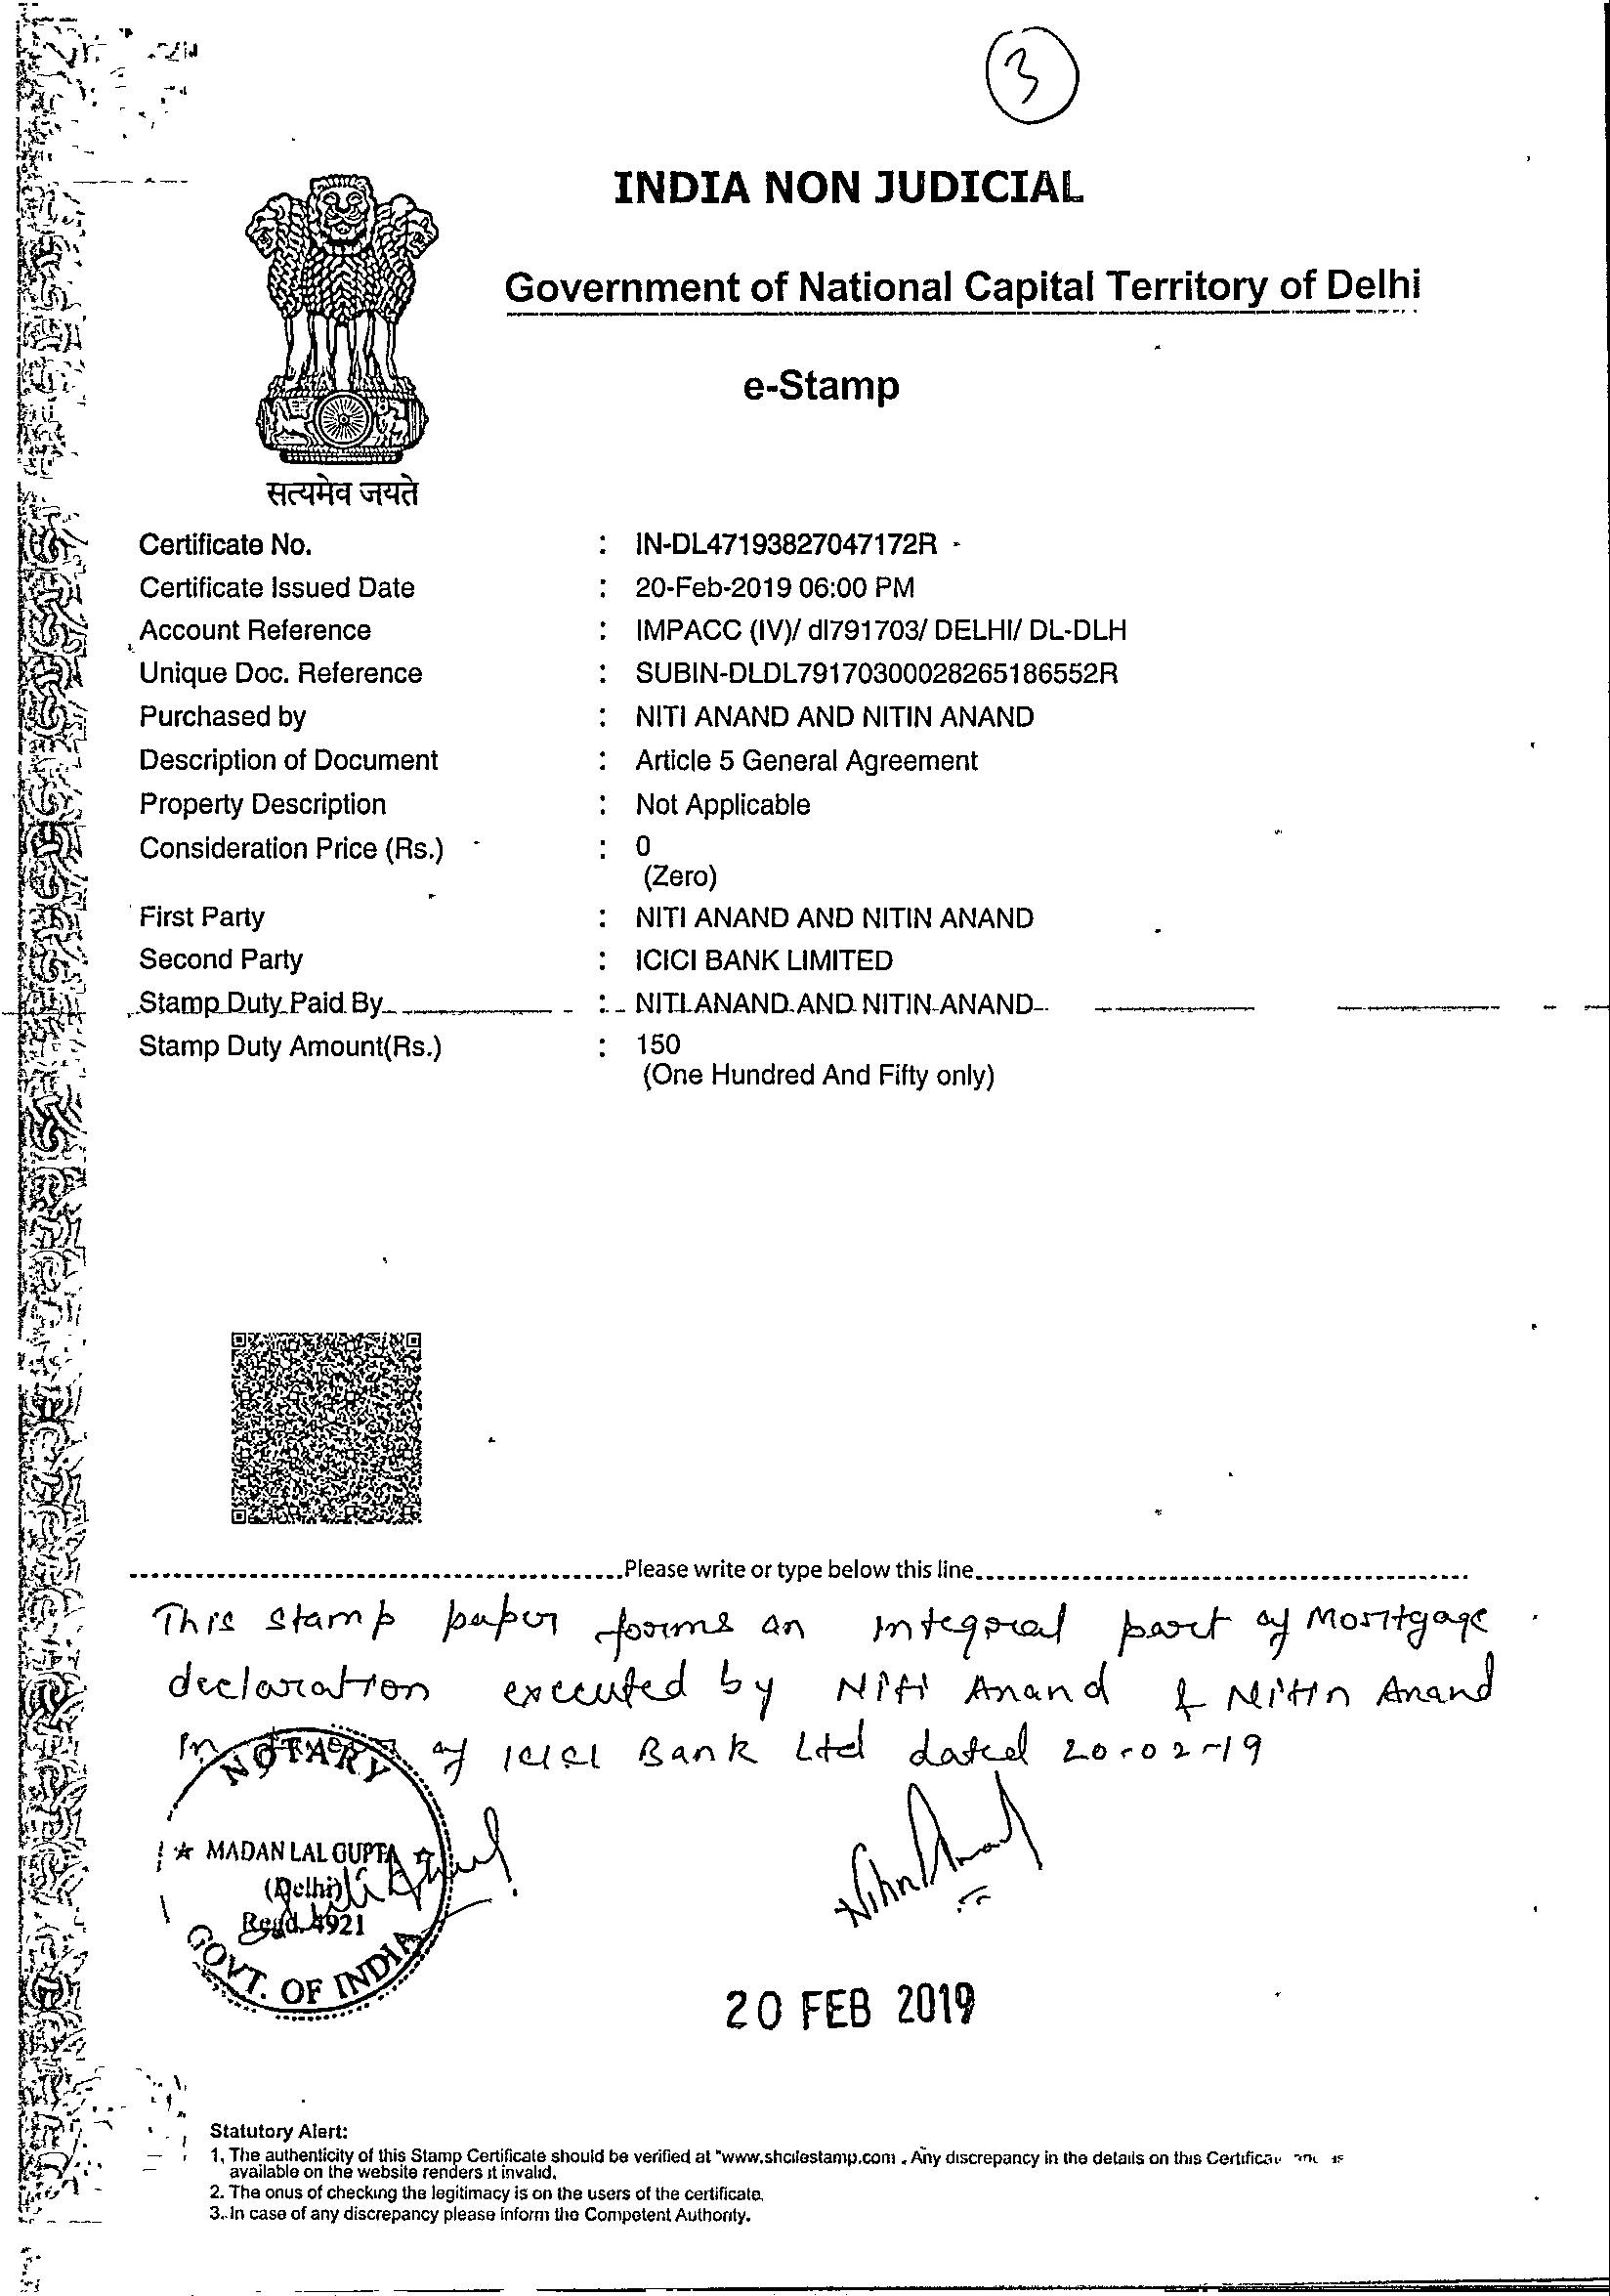 3
INDIA NON JUDICIAL
Government of National Capital Territory of Delhi
e-Stamp
सत्यमेव जयते
Certificate No. : IN-DL47193827047172R
Certificate Issued Date : 20-Feb-2019 06:00 PM
Account Reference : IMPACC (IV)/ dl791703/ DELHI/ DL-DLH
Unique Doc. Reference : SUBIN-DLDL79170300028265186552R
Purchased by : NITI ANAND AND NITIN ANAND
Description of Document : Article 5 General Agreement
Property Description : Not Applicable
Consideration Price (Rs.) : 0
(Zero)
First Party : NITI ANAND AND NITIN ANAND
Second Party : ICICI BANK LIMITED
Stamp Duty Paid By : NITI ANAND AND NITIN ANAND
Stamp Duty Amount(Rs.) : 150
(One Hundred And Fifty only)
Please write or type below this line
This stamp paper forms an integral part of Mortgage
declaration executed by Niti Anand & Nitin Anand
In of ICICI Bank Ltd dated 20-02-19
NOTARY
MADAN LAL GUPTA
(Delhi)
Regd. 4921
GOVT. OF INDIA
Nitin Anand
20 FEB 2019
Statutory Alert:
1. The authenticity of this Stamp Certificate should be verified at "www.shcilestamp.com . Any discrepancy in the details on this
available on the website renders it invalid.
2. The onus of checking the legitimacy is on the users of the certificate.
3. In case of any discrepancy please inform the Competent Authority.